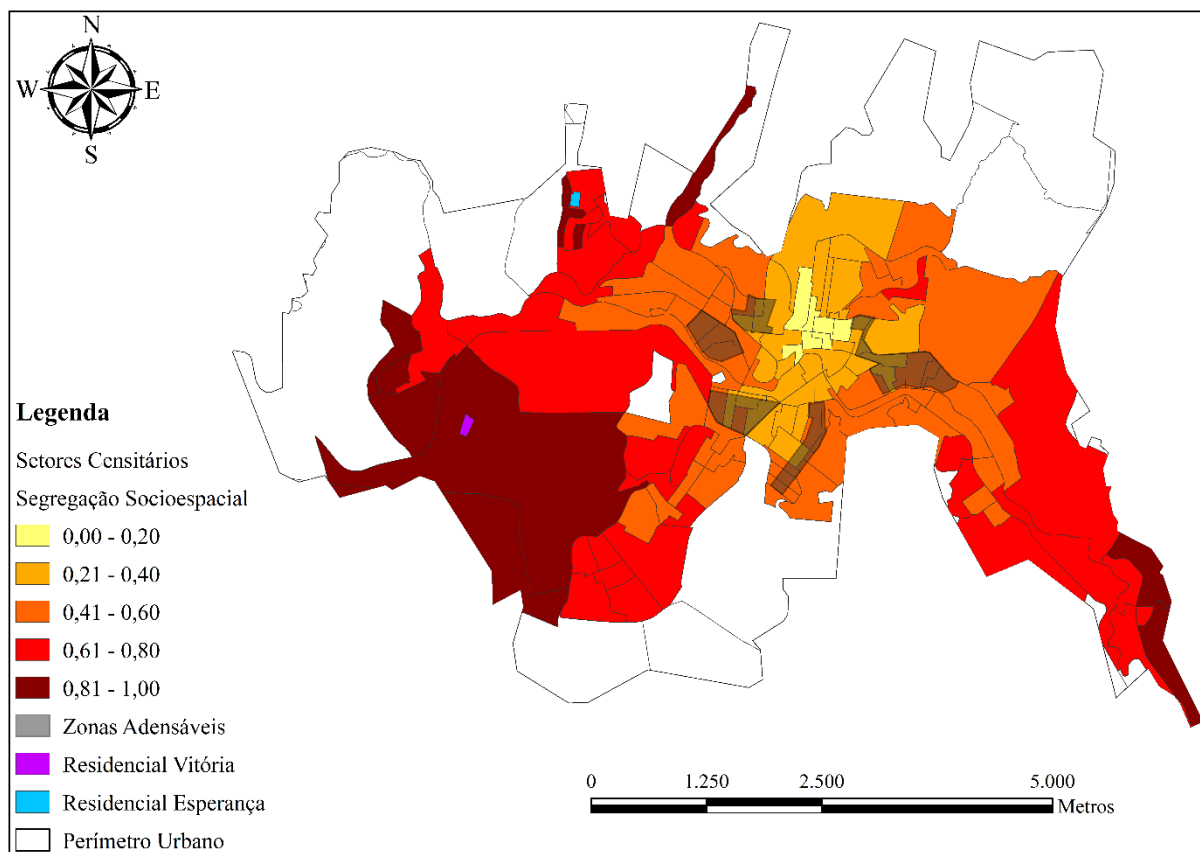 N
W E
S
Legenda
Setores Censitários
Segregação Socioespacial
0,00 - 0,20
0,21 - 0,40
0,41 - 0,60
0,61 - 0,80
0,81 - 1,00
Zonas Adensáveis
Residencial Vitória
Residencial Esperança
Perímetro Urbano
0 1.250 2.500 5.000
Metros